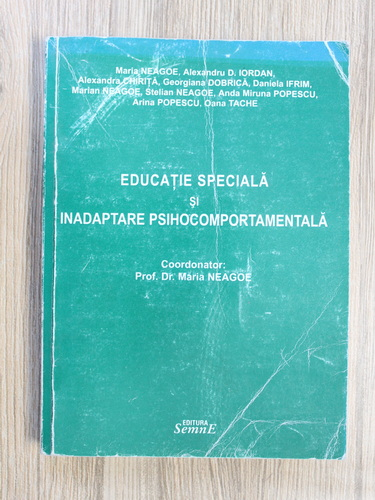 Maria NEAGOE, Alexandru D. IORDAN,
Alexandra CHIRIȚĂ, Georgiana DOBRICĂ, Daniela IFRIM,
Marian NEAGOE, Stelian NEAGOE, Anda Miruna POPESCU,
Arina POPESCU, Oana TACHE
EDUCAȚIE SPECIALĂ
ȘI
INADAPTARE PSIHOCOMPORTAMENTALĂ
Coordonator:
Prof. Dr. Maria NEAGOE
EDITURA
SemnE